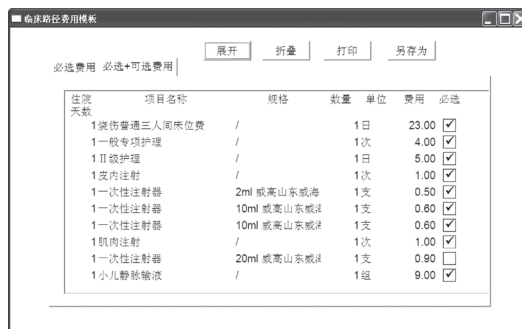 临床路径费用模板
展开 折叠 打印 另存为
必选费用 必选+可选费用
住院天数 项目名称 规格 数量 单位 费用 必选
1 烧伤普通三人间床位费 / 1 日 23.00
1 一般专项护理 / 1 次 4.00
1 II级护理 / 1 日 5.00
1 皮内注射 / 1 次 1.00
1 一次性注射器 2ml 威高山东威海 1 支 0.50
1 一次性注射器 10ml 威高山东威海 1 支 0.60
1 一次性注射器 10ml 威高山东威海 1 支 0.60
1 肌肉注射 / 1 次 1.00
1 一次性注射器 20ml 威高山东威海 1 支 0.90
1 小儿静脉输液 / 1 组 9.00